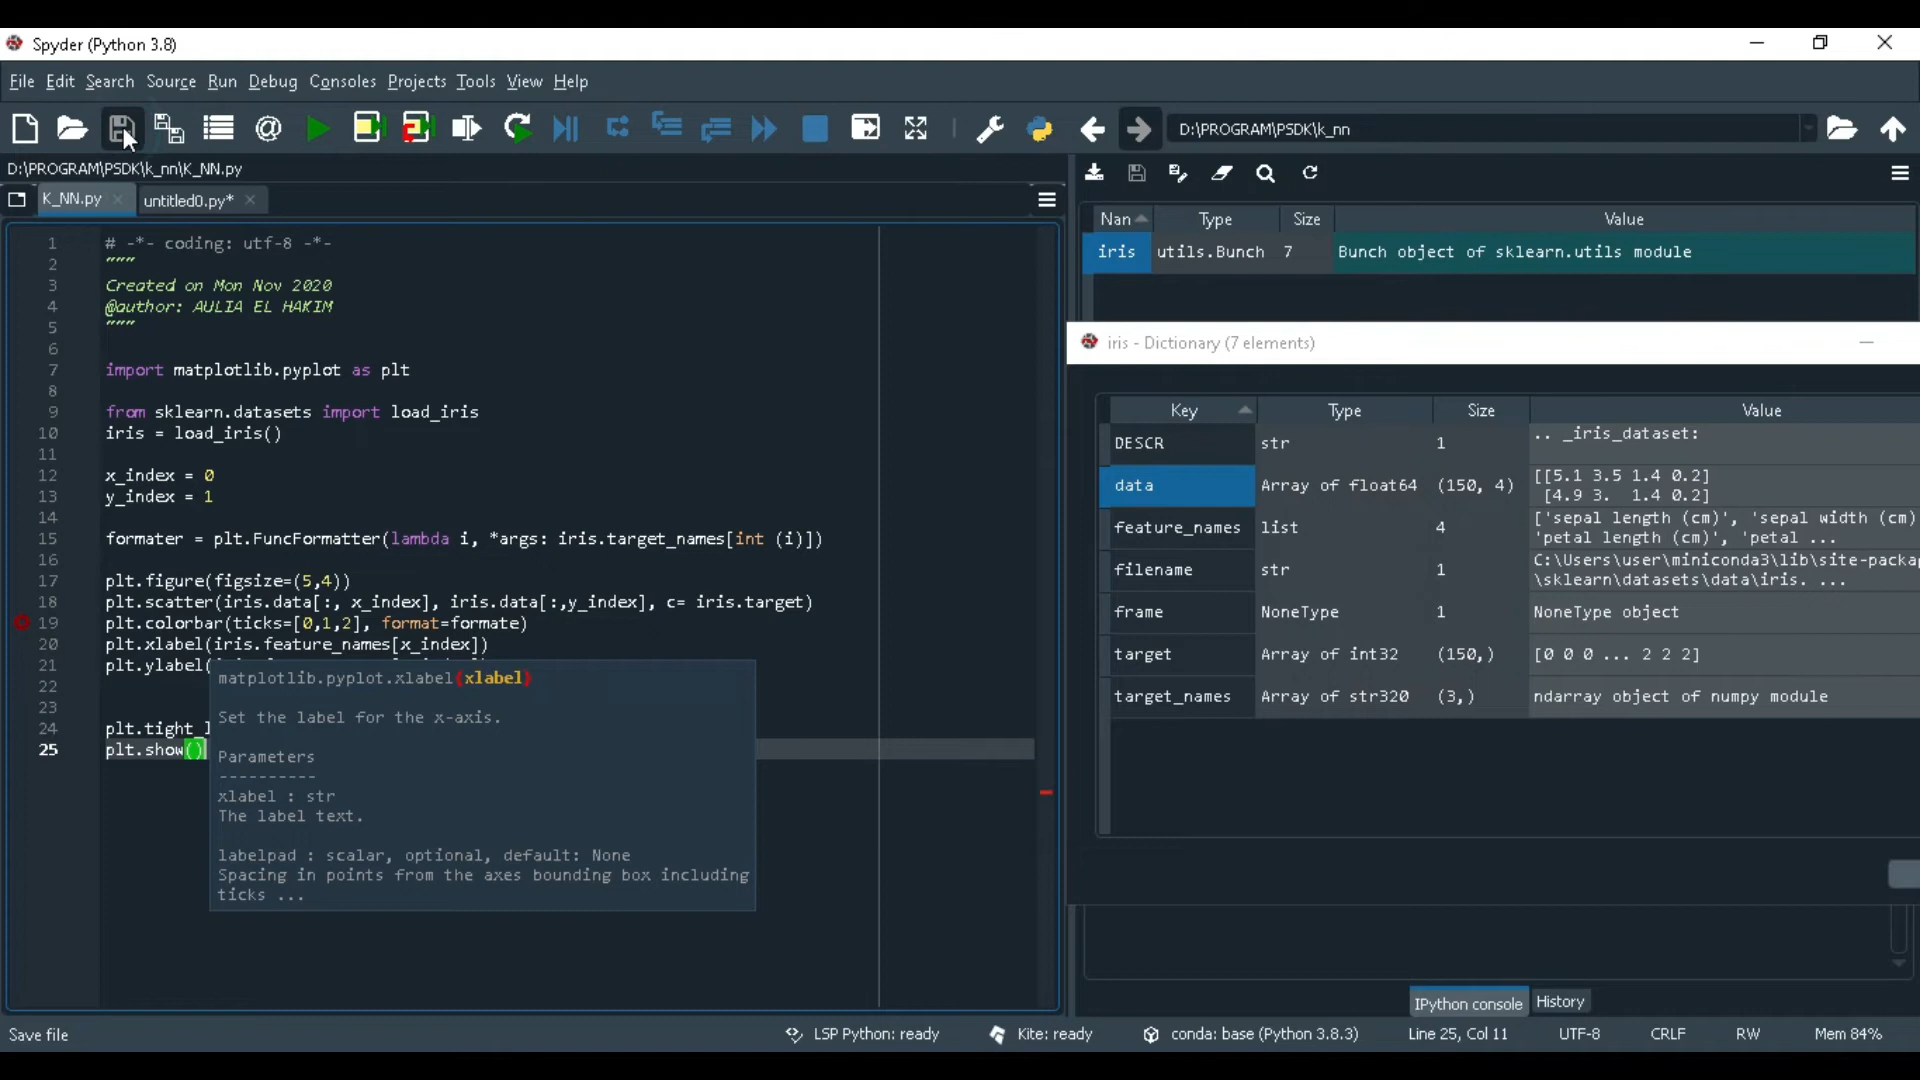 Spyder (Python 3.8)
File Edit Search Source Run Debug Consoles Projects Tools View Help
D:\PROGRAM\PSDK\k_nn
D:\PROGRAM\PSDK\k_nn\K_NN.py
K_NN.py
untitled0.py*
1 # -*- coding: utf-8 -*-
2 """
3 Created on Mon Nov 2020
4 @author: AULIA EL HAKIM
5 """
6
7 import matplotlib.pyplot as plt
8
9 from sklearn.datasets import load_iris
10 iris = load_iris()
11
12 x_index = 0
13 y_index = 1
14
15 formater = plt.FuncFormatter(lambda i, *args: iris.target_names[int (i)])
16
17 plt.figure(figsize=(5,4))
18 plt.scatter(iris.data[:, x_index], iris.data[:,y_index], c= iris.target)
19 plt.colorbar(ticks=[0,1,2], format=formate)
20 plt.xlabel(iris.feature_names[x_index])
21 plt.ylabel(
22
23
24 plt.tight_l
25 plt.show()
matplotlib.pyplot.xlabel(xlabel)
Set the label for the x-axis.
Parameters
----------
xlabel : str
The label text.
labelpad : scalar, optional, default: None
Spacing in points from the axes bounding box including
ticks ...
Nan Type Size Value
iris utils.Bunch 7 Bunch object of sklearn.utils module
iris - Dictionary (7 elements)
Key Type Size Value
DESCR str 1 .. _iris_dataset:
data Array of float64 (150, 4) [[5.1 3.5 1.4 0.2]
[4.9 3. 1.4 0.2]
feature_names list 4 ['sepal length (cm)', 'sepal width (cm)
'petal length (cm)', 'petal ...
filename str 1 C:\Users\user\miniconda3\lib\site-packa
\sklearn\datasets\data\iris. ...
frame NoneType 1 NoneType object
target Array of int32 (150,) [0 0 0 ... 2 2 2]
target_names Array of str320 (3,) ndarray object of numpy module
IPython console History
Save file
LSP Python: ready
Kite: ready
conda: base (Python 3.8.3)
Line 25, Col 11
UTF-8
CRLF
RW
Mem 84%